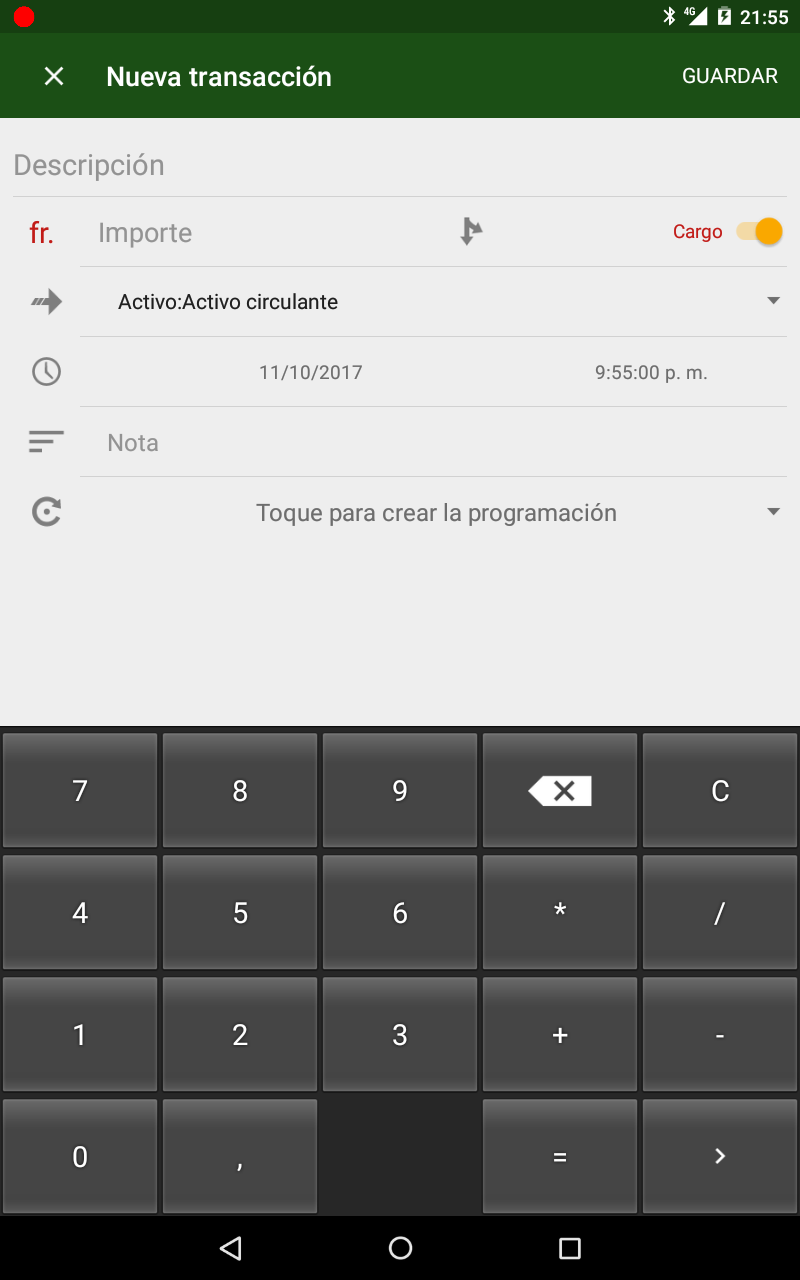 4G 21:55
Nueva transacción GUARDAR
Descripción
fr. Importe Cargo
Activo:Activo circulante
11/10/2017 9:55:00 p. m.
Nota
Toque para crear la programación
7 8 9 C
4 5 6 * /
1 2 3 + -
0 , = >